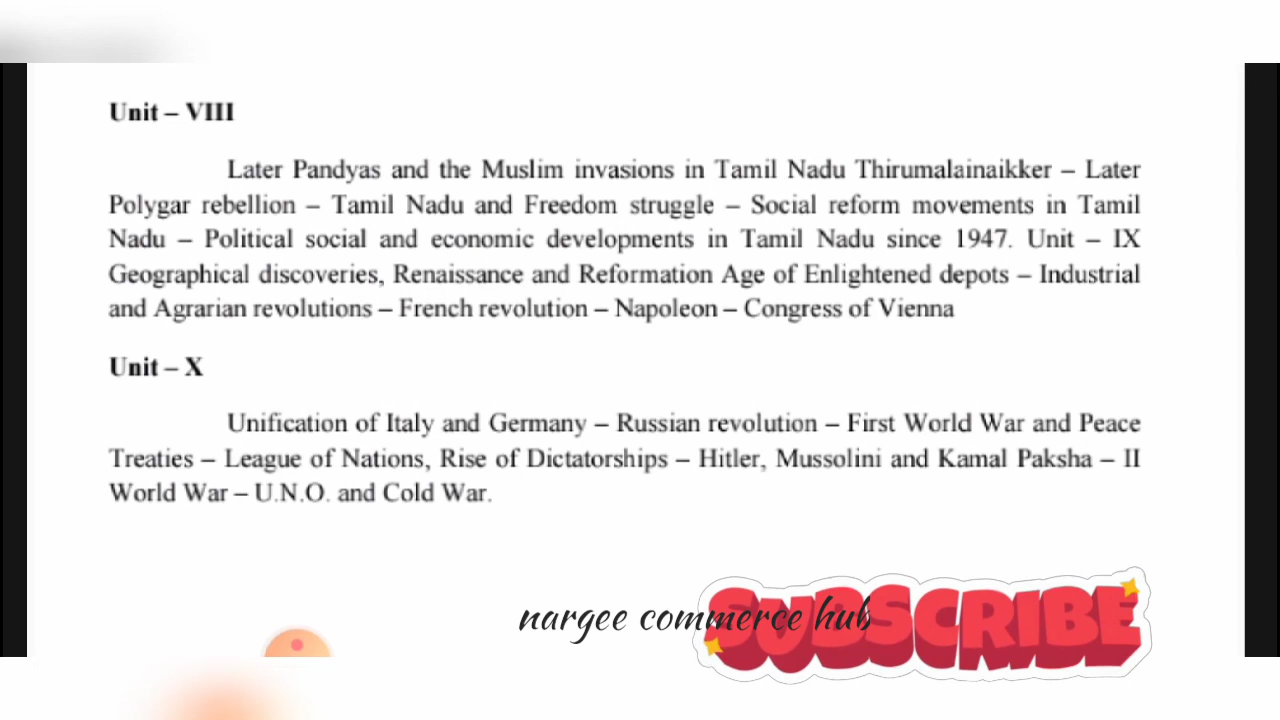 Unit – VIII
Later Pandyas and the Muslim invasions in Tamil Nadu Thirumalainaikker – Later
Polygar rebellion – Tamil Nadu and Freedom struggle – Social reform movements in Tamil
Nadu – Political social and economic developments in Tamil Nadu since 1947. Unit – IX
Geographical discoveries, Renaissance and Reformation Age of Enlightened depots – Industrial
and Agrarian revolutions – French revolution – Napoleon – Congress of Vienna
Unit – X
Unification of Italy and Germany – Russian revolution – First World War and Peace
Treaties – League of Nations, Rise of Dictatorships – Hitler, Mussolini and Kamal Paksha – II
World War – U.N.O. and Cold War.
nargee commerce hub
SUBSCRIBE